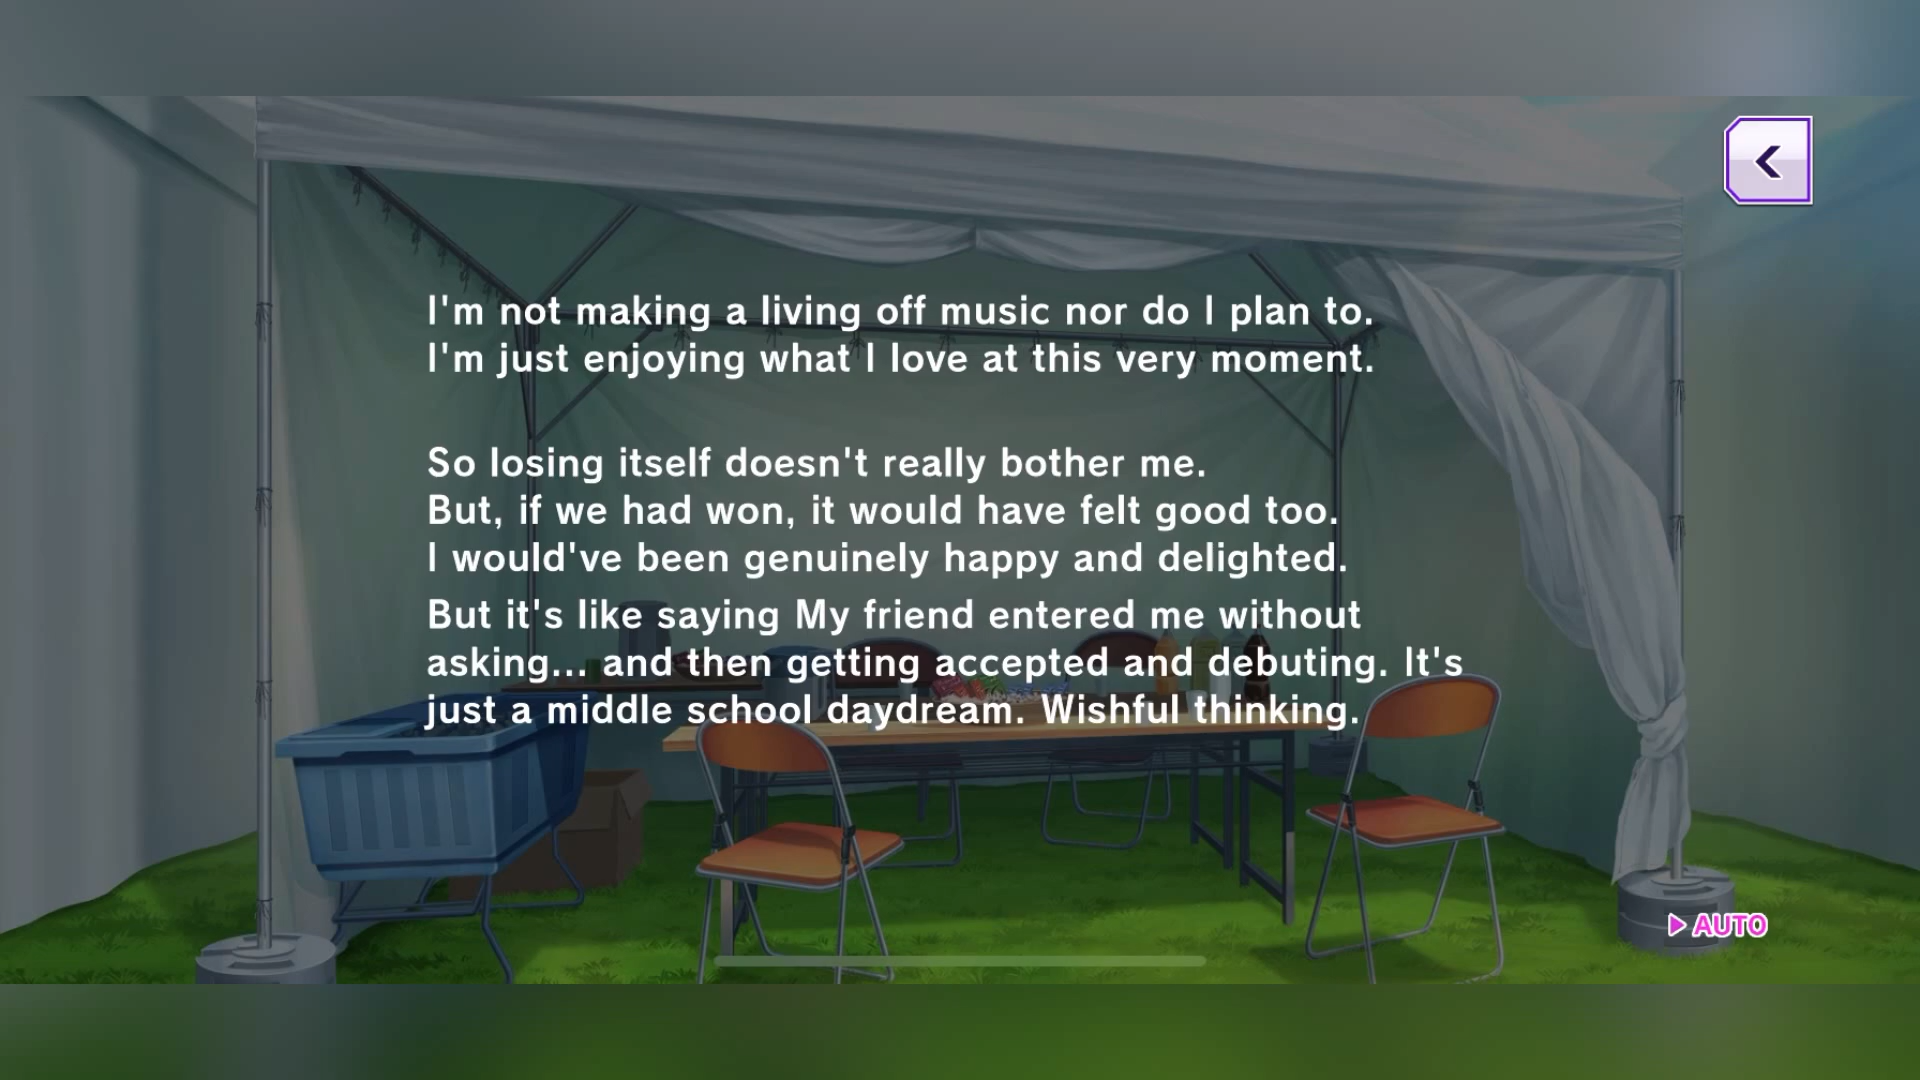 I'm not making a living off music nor do I plan to.
I'm just enjoying what I love at this very moment.
So losing itself doesn't really bother me.
But, if we had won, it would have felt good too.
I would've been genuinely happy and delighted.
But it's like saying My friend entered me without
asking... and then getting accepted and debuting. It's
just a middle school daydream. Wishful thinking.
AUTO